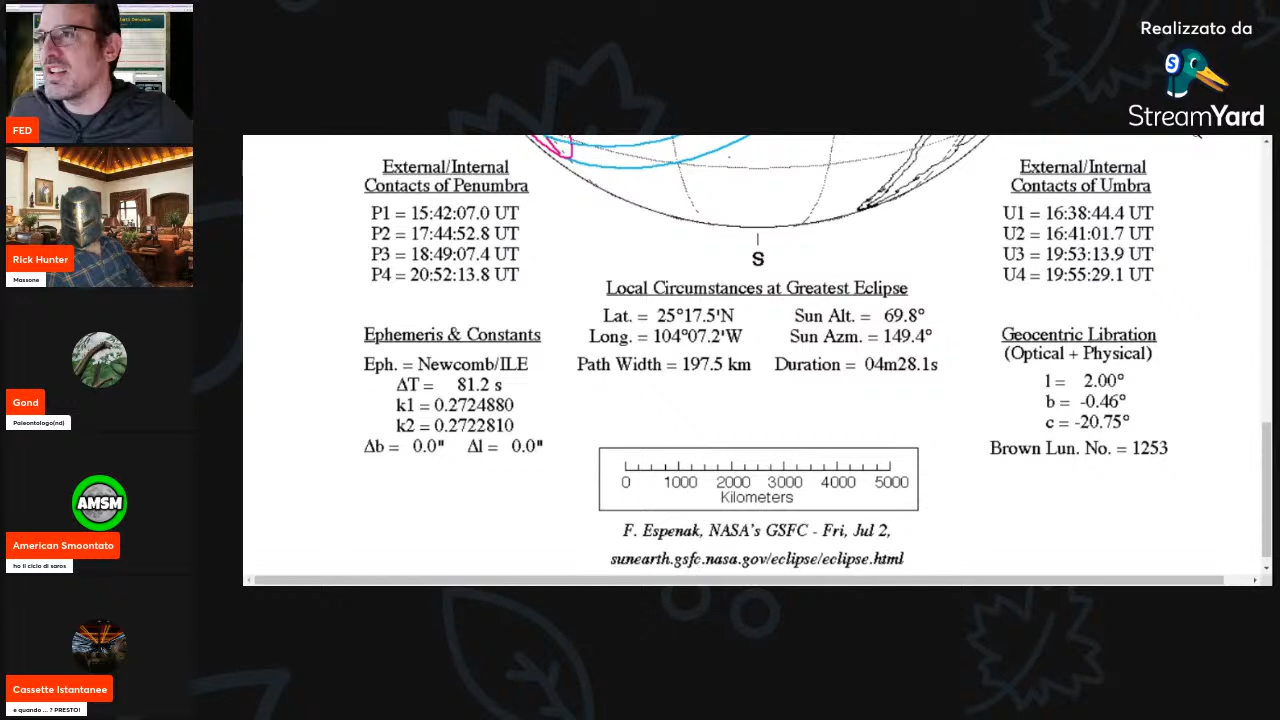 Realizzato da
StreamYard
FED
Rick Hunter
Massone
Gond
Paleontologo(nd)
AMSM
American Smoontato
ho il ciclo di saros
Cassette Istantanee
e quando ... ? PRESTO!
External/Internal
Contacts of Penumbra
P1 = 15:42:07.0 UT
P2 = 17:44:52.8 UT
P3 = 18:49:07.4 UT
P4 = 20:52:13.8 UT
S
External/Internal
Contacts of Umbra
U1 = 16:38:44.4 UT
U2 = 16:41:01.7 UT
U3 = 19:53:13.9 UT
U4 = 19:55:29.1 UT
Local Circumstances at Greatest Eclipse
Lat. = 25°17.5'N Sun Alt. = 69.8°
Long. = 104°07.2'W Sun Azm. = 149.4°
Path Width = 197.5 km Duration = 04m28.1s
Ephemeris & Constants
Eph. = Newcomb/ILE
ΔT = 81.2 s
k1 = 0.2724880
k2 = 0.2722810
Δb = 0.0" Δl = 0.0"
Geocentric Libration
(Optical + Physical)
l = 2.00°
b = -0.46°
c = -20.75°
Brown Lun. No. = 1253
0 1000 2000 3000 4000 5000
Kilometers
F. Espenak, NASA's GSFC - Fri, Jul 2,
sunearth.gsfc.nasa.gov/eclipse/eclipse.html